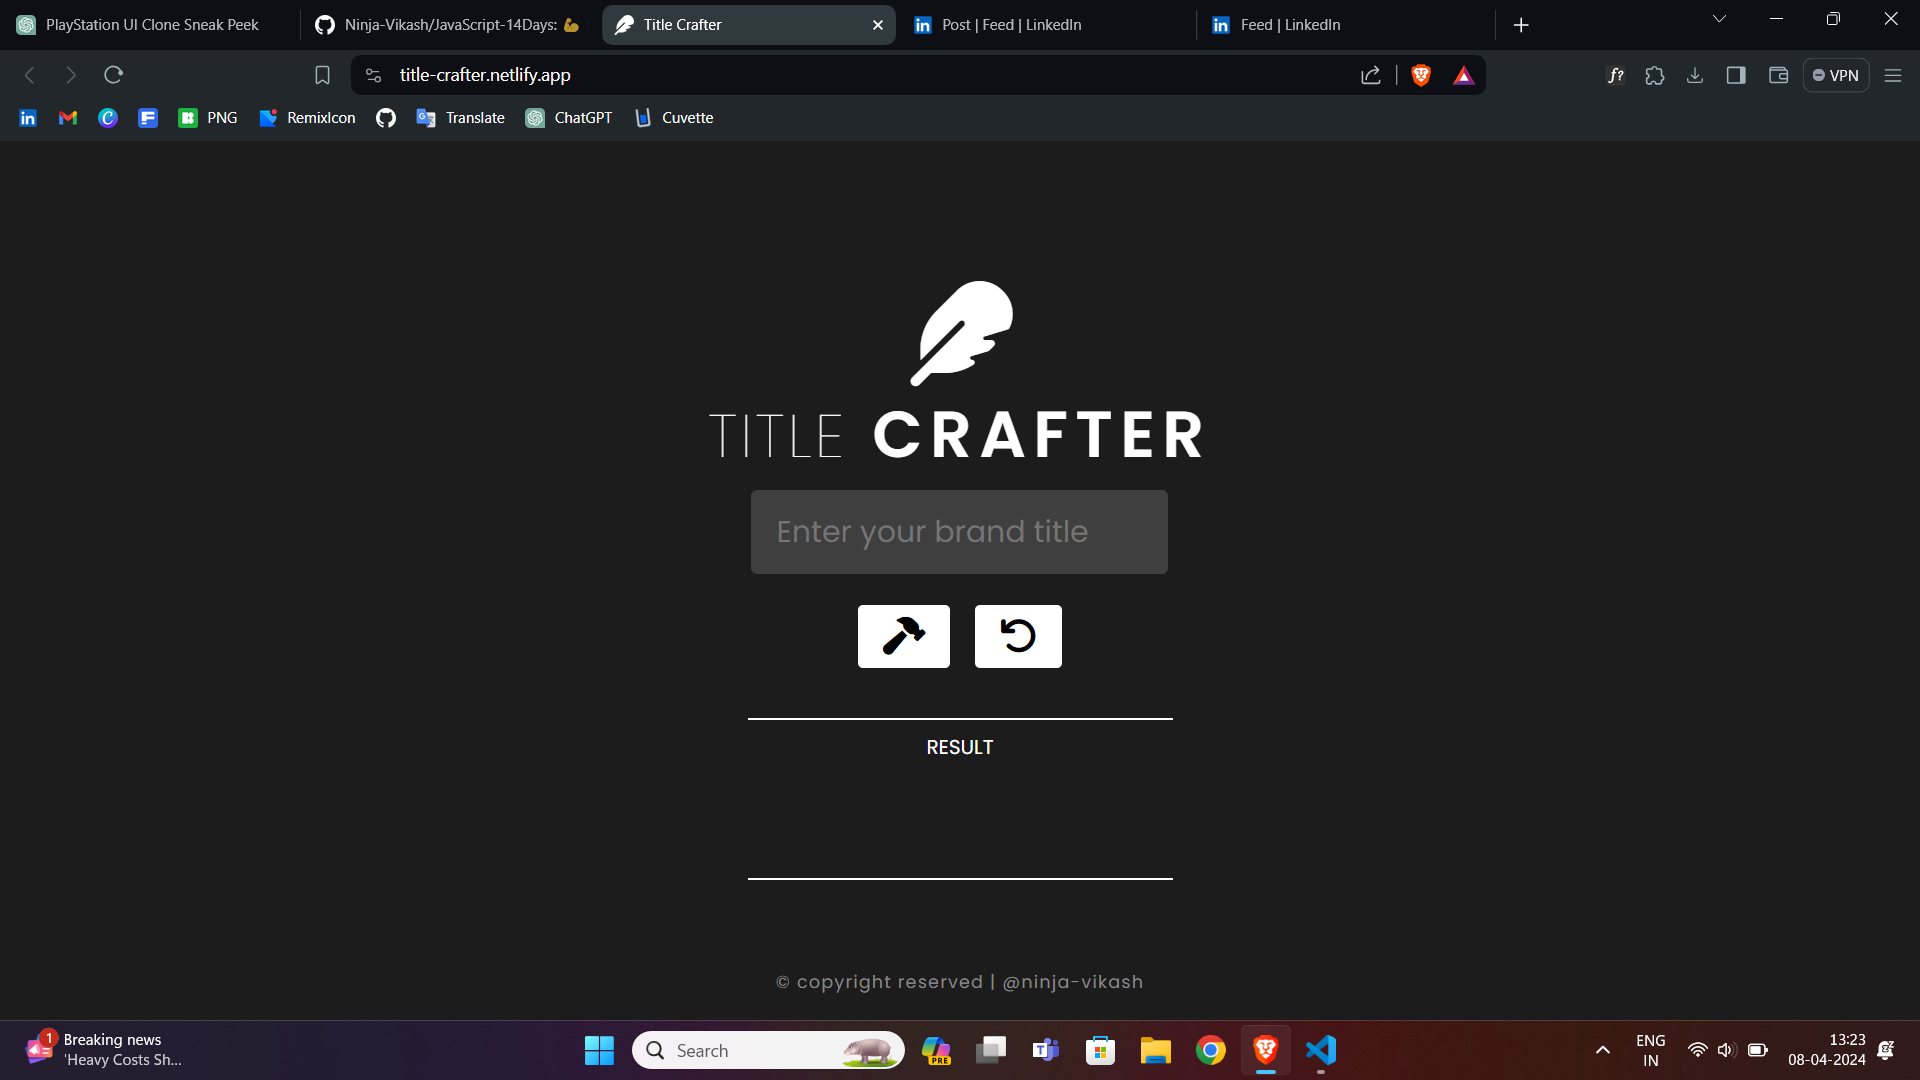 PlayStation UI Clone Sneak Peek
Ninja-Vikash/JavaScript-14Days: 💪
Title Crafter
Post | Feed | LinkedIn
Feed | LinkedIn
title-crafter.netlify.app
f?
VPN
PNG
RemixIcon
Translate
ChatGPT
Cuvette
TITLE CRAFTER
Enter your brand title
RESULT
© copyright reserved | @ninja-vikash
1
Breaking news
'Heavy Costs Sh...
Search
PRE
ENG
IN
13:23
08-04-2024